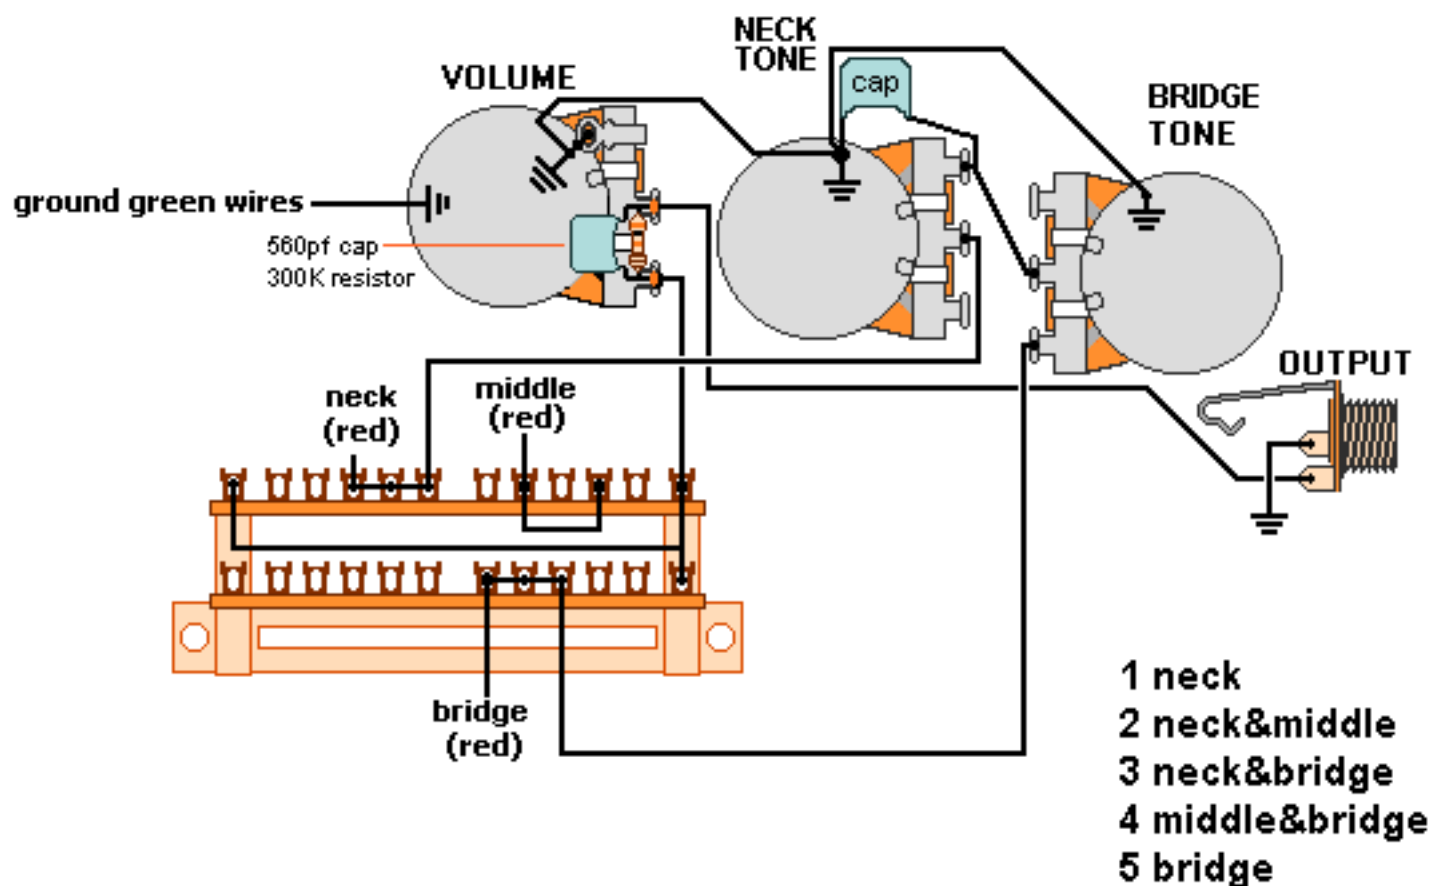 NECK
TONE
VOLUME
cap
BRIDGE
TONE
ground green wires
560pf cap
300K resistor
OUTPUT
neck
(red)
middle
(red)
bridge
(red)
1 neck
2 neck&middle
3 neck&bridge
4 middle&bridge
5 bridge